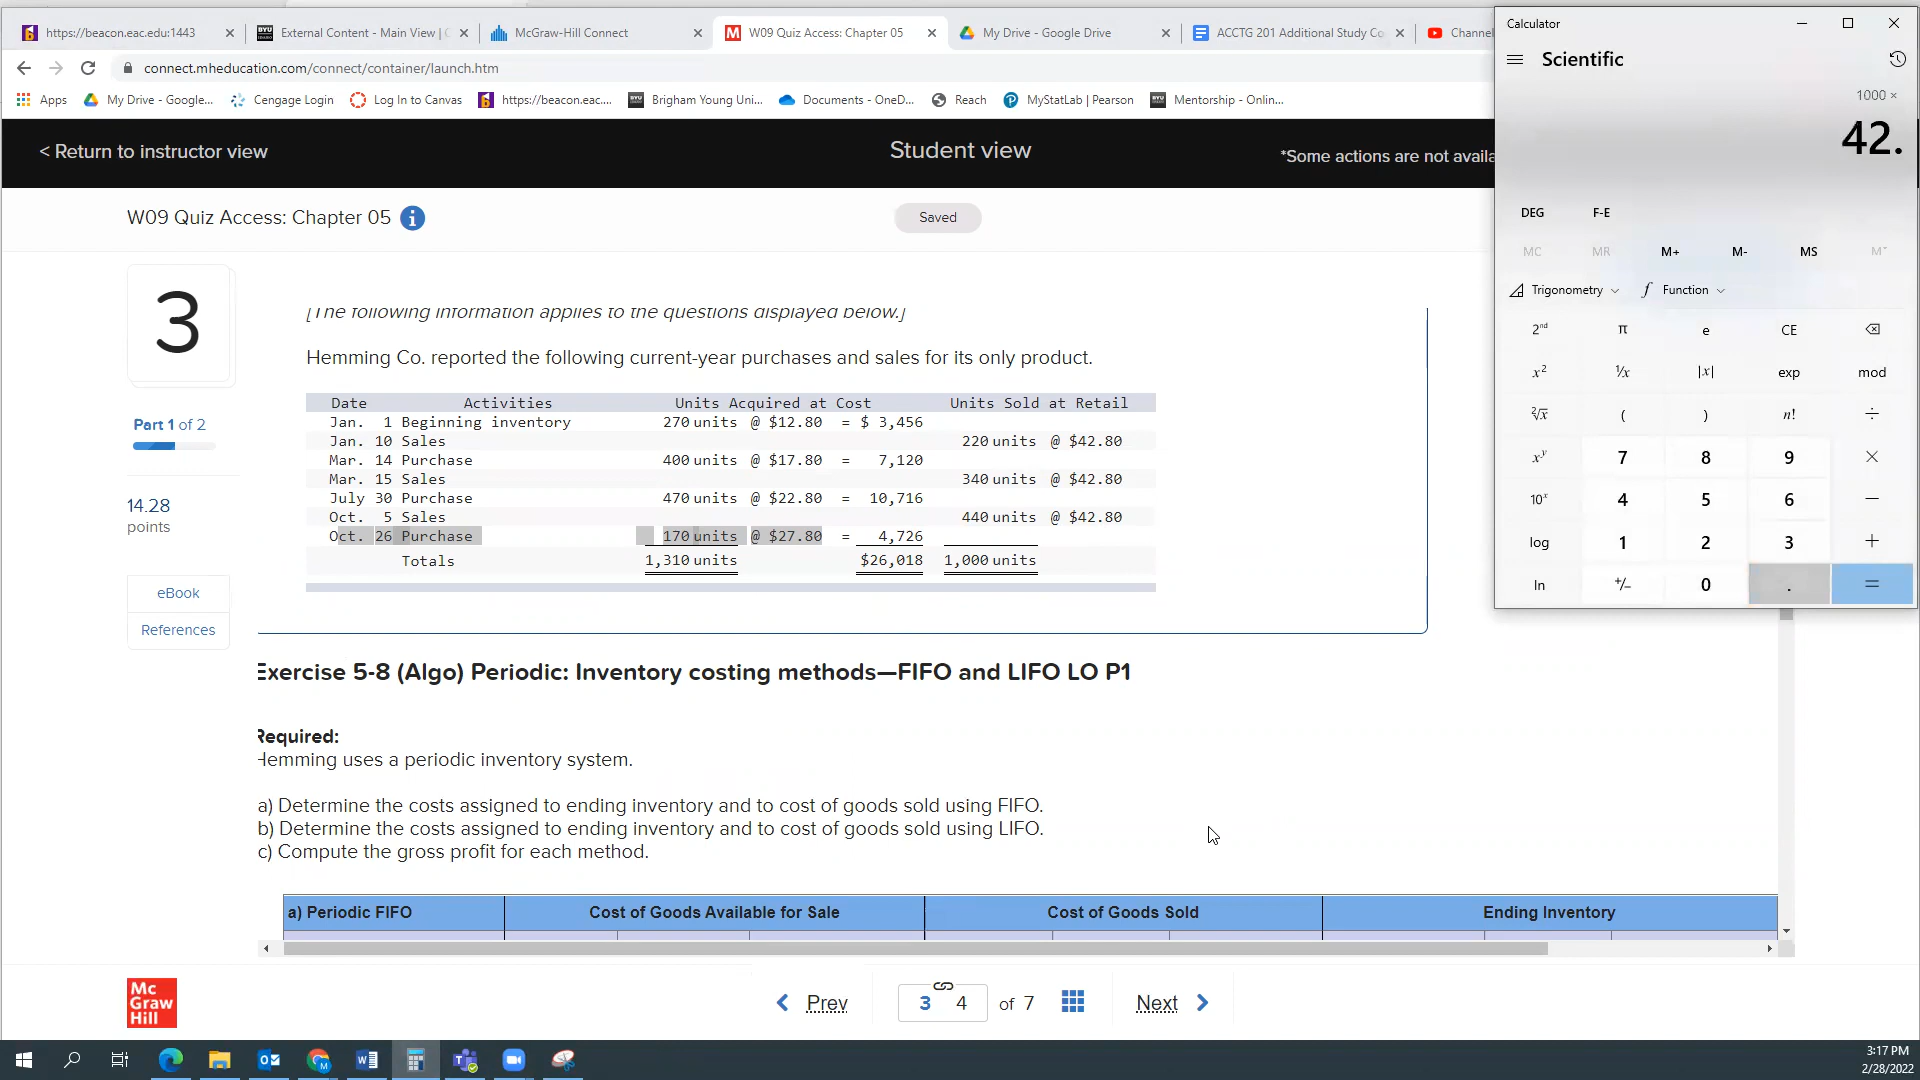 https://beacon.eac.edu:1443
External Content - Main View |
McGraw-Hill Connect
W09 Quiz Access: Chapter 05
My Drive - Google Drive
ACCTG 201 Additional Study Co
Channel
connect.mheducation.com/connect/container/launch.htm
Apps
My Drive - Google...
Cengage Login
Log In to Canvas
https://beacon.eac....
Brigham Young Uni...
Documents - OneD...
Reach
MyStatLab | Pearson
Mentorship - Onlin...
< Return to instructor view
Student view
*Some actions are not availa
W09 Quiz Access: Chapter 05
Saved
3
Part 1 of 2
14.28
points
eBook
References
[The following information applies to the questions displayed below.]
Hemming Co. reported the following current-year purchases and sales for its only product.
Date Activities Units Acquired at Cost Units Sold at Retail
Jan. 1 Beginning inventory 270 units @ $12.80 = $ 3,456
Jan. 10 Sales 220 units @ $42.80
Mar. 14 Purchase 400 units @ $17.80 = 7,120
Mar. 15 Sales 340 units @ $42.80
July 30 Purchase 470 units @ $22.80 = 10,716
Oct. 5 Sales 440 units @ $42.80
Oct. 26 Purchase 170 units @ $27.80 = 4,726
Totals 1,310 units $26,018 1,000 units
Exercise 5-8 (Algo) Periodic: Inventory costing methods—FIFO and LIFO LO P1
Required:
Hemming uses a periodic inventory system.
a) Determine the costs assigned to ending inventory and to cost of goods sold using FIFO.
b) Determine the costs assigned to ending inventory and to cost of goods sold using LIFO.
c) Compute the gross profit for each method.
a) Periodic FIFO Cost of Goods Available for Sale Cost of Goods Sold Ending Inventory
Mc
Graw
Hill
Prev
3 4 of 7
Next
Calculator
Scientific
1000 ×
42.
DEG F-E
MC MR M+ M- MS M˅
Trigonometry f Function
2ⁿᵈ π e CE
x² ¹/x |x| exp mod
²√x ( ) n! ÷
xʸ 7 8 9 ×
10ˣ 4 5 6 −
log 1 2 3 +
ln +/− 0 . =
3:17 PM
2/28/2022